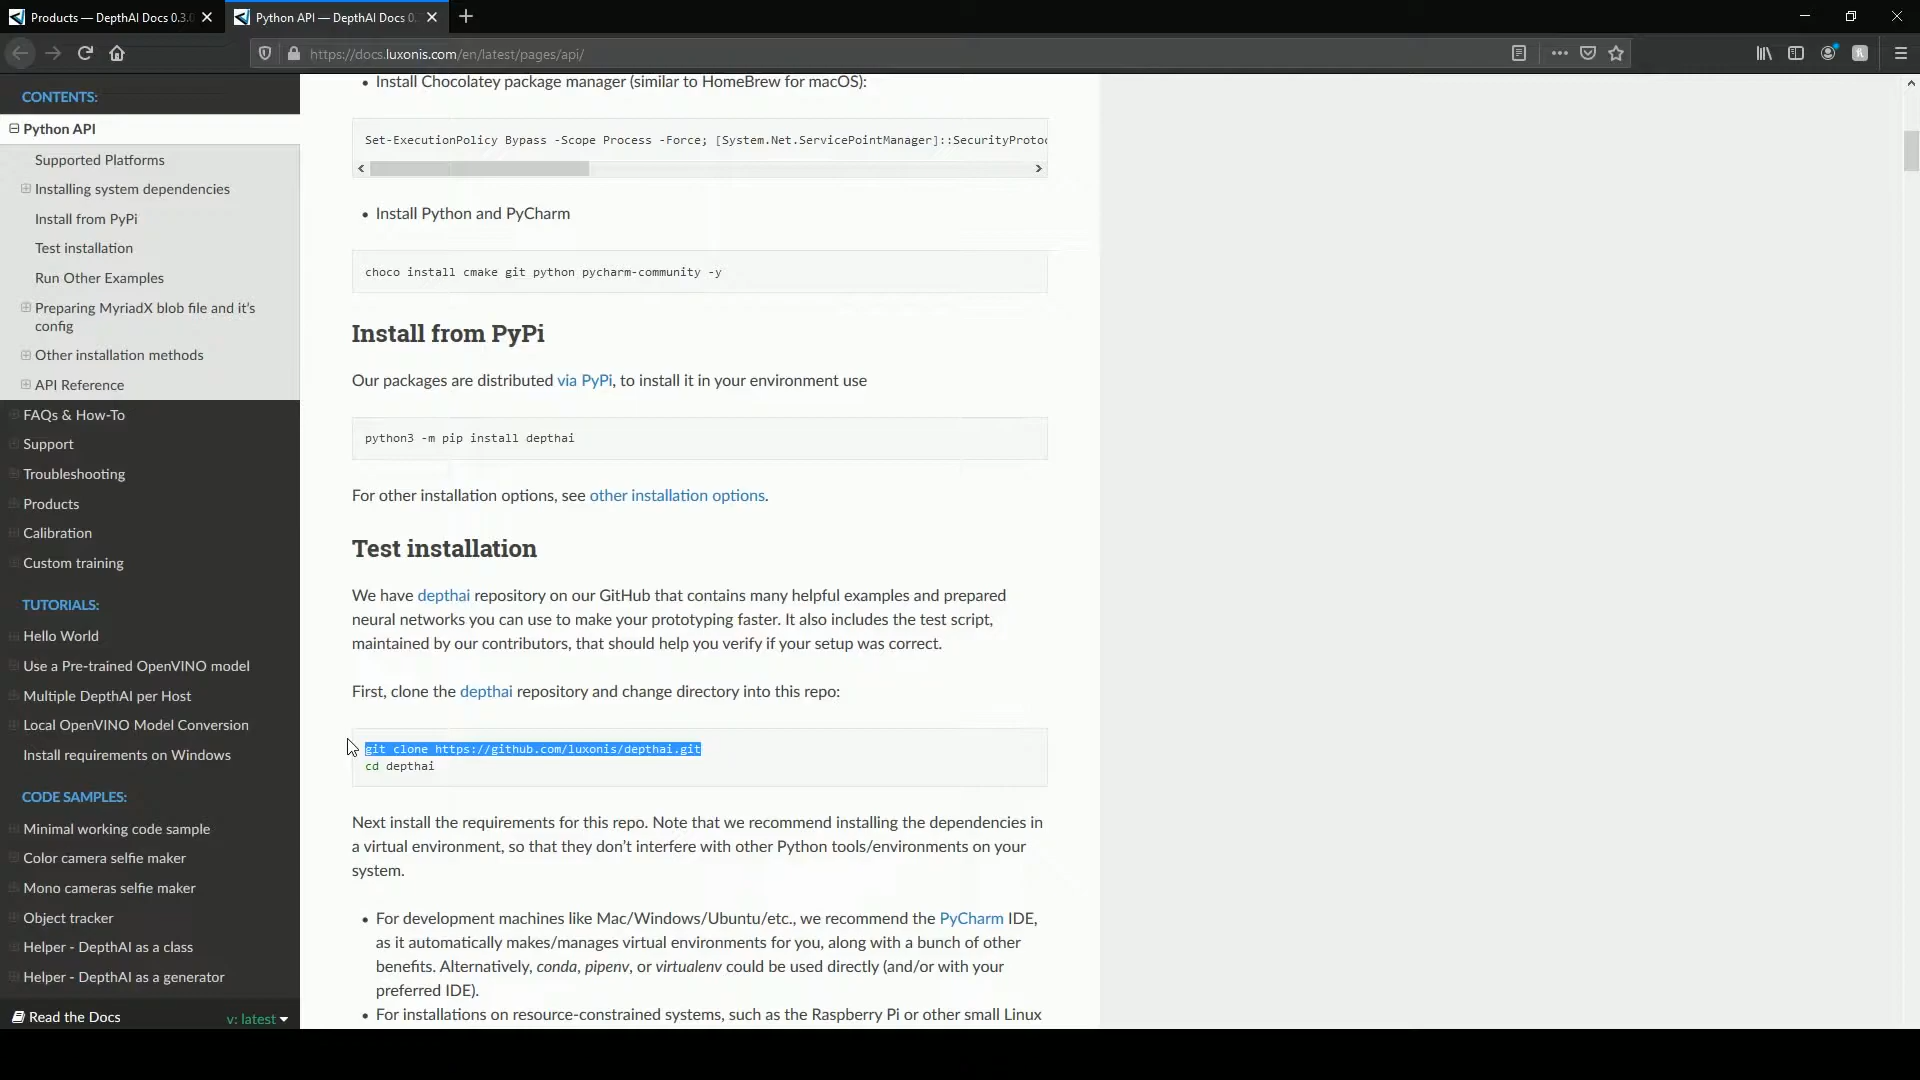 Products — DepthAI Docs 0.3.0
Python API — DepthAI Docs 0.
https://docs.luxonis.com/en/latest/pages/api/
CONTENTS:
Python API
Supported Platforms
Installing system dependencies
Install from PyPi
Test installation
Run Other Examples
Preparing MyriadX blob file and it's
config
Other installation methods
API Reference
FAQs & How-To
Support
Troubleshooting
Products
Calibration
Custom training
TUTORIALS:
Hello World
Use a Pre-trained OpenVINO model
Multiple DepthAI per Host
Local OpenVINO Model Conversion
Install requirements on Windows
CODE SAMPLES:
Minimal working code sample
Color camera selfie maker
Mono cameras selfie maker
Object tracker
Helper - DepthAI as a class
Helper - DepthAI as a generator
Read the Docs
v: latest
• Install Chocolatey package manager (similar to HomeBrew for macOS):
Set-ExecutionPolicy Bypass -Scope Process -Force; [System.Net.ServicePointManager]::SecurityProtoc
• Install Python and PyCharm
choco install cmake git python pycharm-community -y
Install from PyPi
Our packages are distributed via PyPi, to install it in your environment use
python3 -m pip install depthai
For other installation options, see other installation options.
Test installation
We have depthai repository on our GitHub that contains many helpful examples and prepared
neural networks you can use to make your prototyping faster. It also includes the test script,
maintained by our contributors, that should help you verify if your setup was correct.
First, clone the depthai repository and change directory into this repo:
git clone https://github.com/luxonis/depthai.git
cd depthai
Next install the requirements for this repo. Note that we recommend installing the dependencies in
a virtual environment, so that they don't interfere with other Python tools/environments on your
system.
• For development machines like Mac/Windows/Ubuntu/etc., we recommend the PyCharm IDE,
as it automatically makes/manages virtual environments for you, along with a bunch of other
benefits. Alternatively, conda, pipenv, or virtualenv could be used directly (and/or with your
preferred IDE).
• For installations on resource-constrained systems, such as the Raspberry Pi or other small Linux